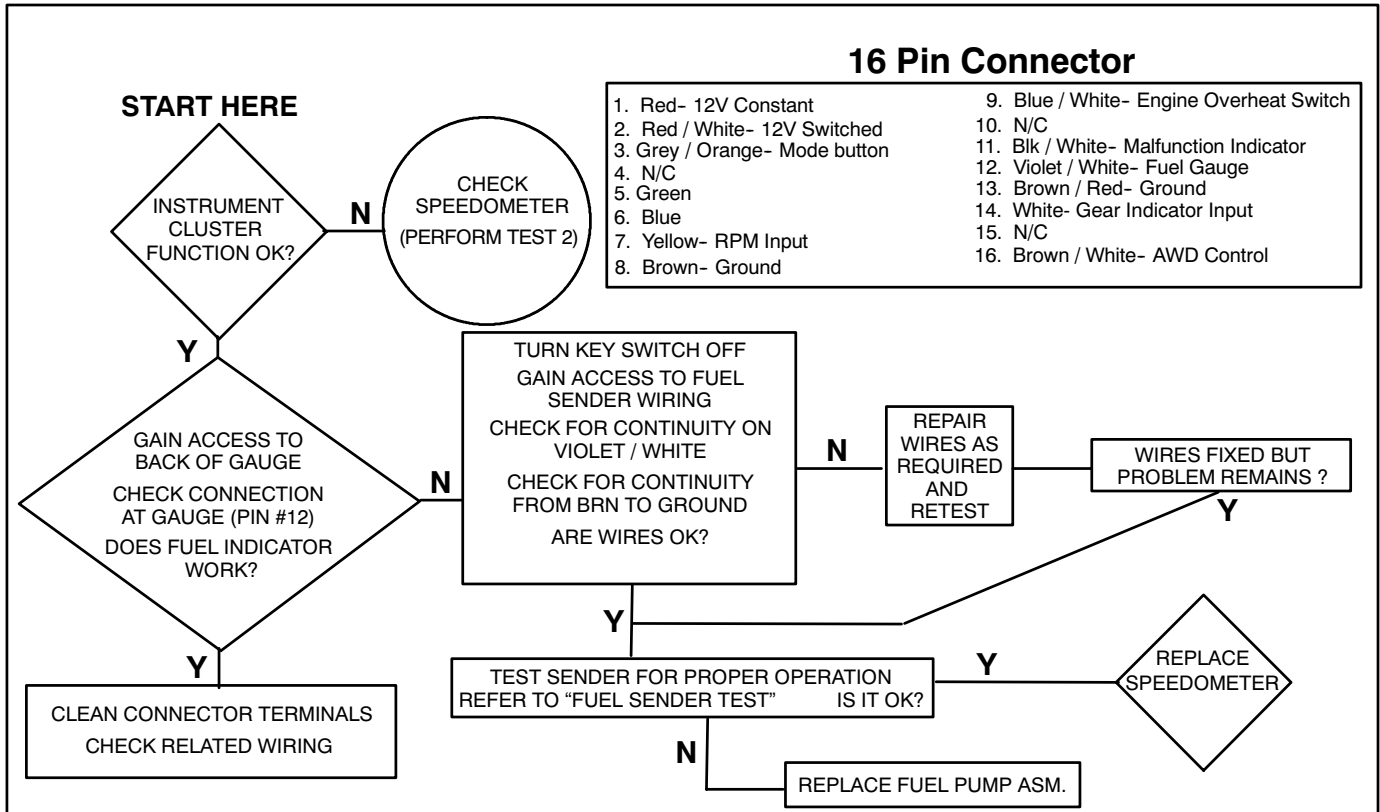 16 Pin Connector
1. Red- 12V Constant
2. Red / White- 12V Switched
3. Grey / Orange- Mode button
4. N/C
5. Green
6. Blue
7. Yellow- RPM Input
8. Brown- Ground
9. Blue / White- Engine Overheat Switch
10. N/C
11. Blk / White- Malfunction Indicator
12. Violet / White- Fuel Gauge
13. Brown / Red- Ground
14. White- Gear Indicator Input
15. N/C
16. Brown / White- AWD Control
START HERE
INSTRUMENT
CLUSTER
FUNCTION OK?
N
CHECK
SPEEDOMETER
(PERFORM TEST 2)
Y
GAIN ACCESS TO
BACK OF GAUGE
CHECK CONNECTION
AT GAUGE (PIN #12)
DOES FUEL INDICATOR
WORK?
N
TURN KEY SWITCH OFF
GAIN ACCESS TO FUEL
SENDER WIRING
CHECK FOR CONTINUITY ON
VIOLET / WHITE
CHECK FOR CONTINUITY
FROM BRN TO GROUND
ARE WIRES OK?
N
REPAIR
WIRES AS
REQUIRED
AND
RETEST
WIRES FIXED BUT
PROBLEM REMAINS ?
Y
Y
Y
CLEAN CONNECTOR TERMINALS
CHECK RELATED WIRING
TEST SENDER FOR PROPER OPERATION
REFER TO “FUEL SENDER TEST” IS IT OK?
Y
REPLACE
SPEEDOMETER
N
REPLACE FUEL PUMP ASM.